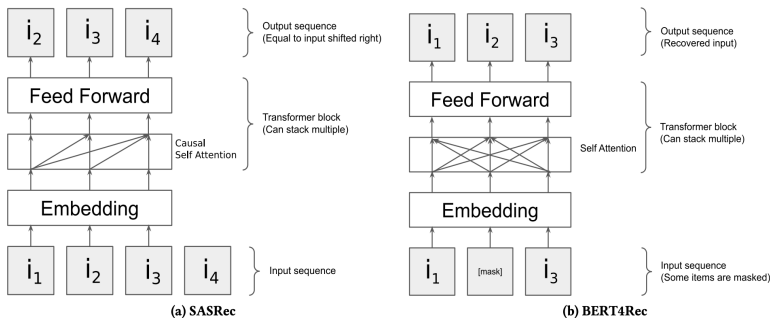 i2 i3 i4
Output sequence
(Equal to input shifted right)
Feed Forward
Transformer block
(Can stack multiple)
Causal
Self Attention
Embedding
i1 i2 i3 i4
Input sequence
(a) SASRec
i1 i2 i3
Output sequence
(Recovered input)
Feed Forward
Transformer block
(Can stack multiple)
Self Attention
Embedding
i1 [mask] i3
Input sequence
(Some items are masked)
(b) BERT4Rec